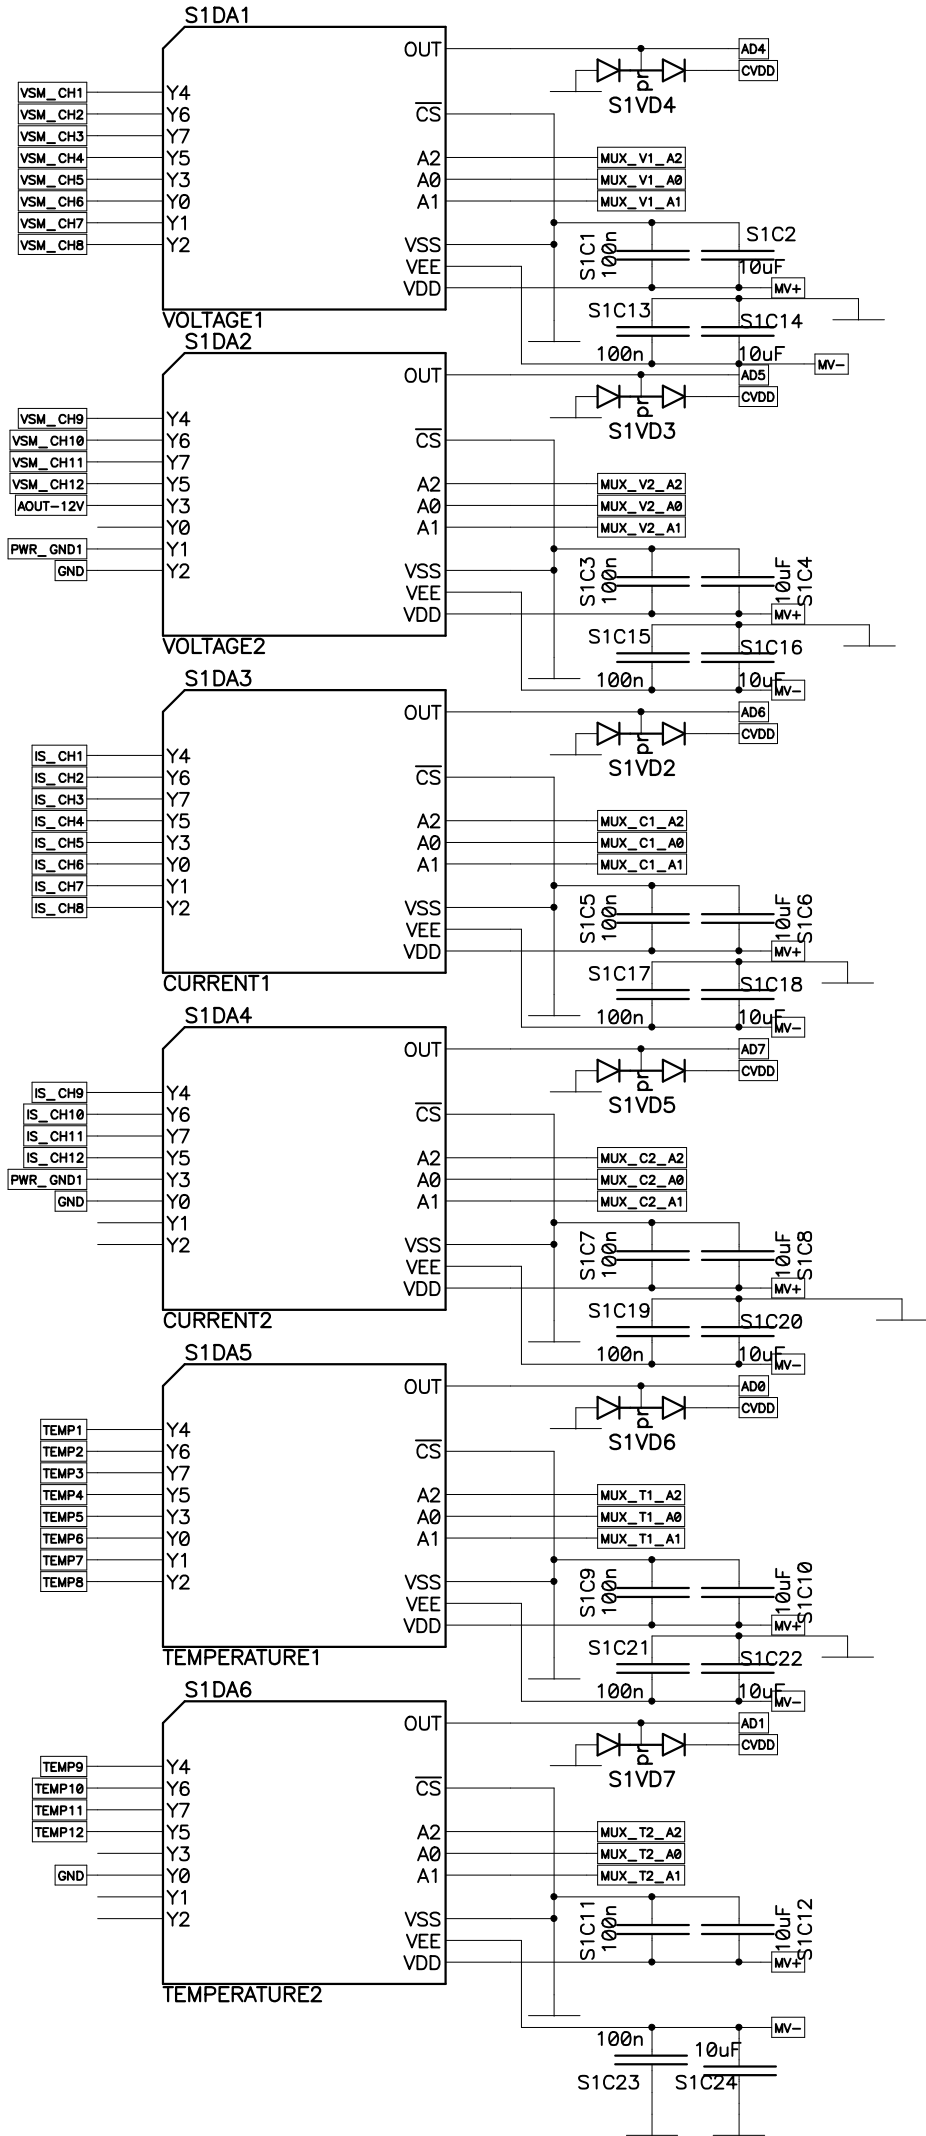 S1DA1
OUT
AD4
CVDD
pr
S1VD4
VSM_CH1 Y4
VSM_CH2 Y6 CS
VSM_CH3 Y7
VSM_CH4 Y5 A2 MUX_V1_A2
VSM_CH5 Y3 A0 MUX_V1_A0
VSM_CH6 Y0 A1 MUX_V1_A1
VSM_CH7 Y1
VSM_CH8 Y2 VSS
VEE
VDD
S1C1
100n
S1C2
10uF
MV+
S1C13
100n
S1C14
10uF
MV-
VOLTAGE1
S1DA2
OUT
AD5
CVDD
pr
S1VD3
VSM_CH9 Y4
VSM_CH10 Y6 CS
VSM_CH11 Y7
VSM_CH12 Y5 A2 MUX_V2_A2
AOUT-12V Y3 A0 MUX_V2_A0
Y0 A1 MUX_V2_A1
PWR_GND1 Y1
GND Y2 VSS
VEE
VDD
S1C3
100n
10uF
S1C4
MV+
S1C15
100n
S1C16
10uF
MV-
VOLTAGE2
S1DA3
OUT
AD6
CVDD
pr
S1VD2
IS_CH1 Y4
IS_CH2 Y6 CS
IS_CH3 Y7
IS_CH4 Y5 A2 MUX_C1_A2
IS_CH5 Y3 A0 MUX_C1_A0
IS_CH6 Y0 A1 MUX_C1_A1
IS_CH7 Y1
IS_CH8 Y2 VSS
VEE
VDD
S1C5
100n
10uF
S1C6
MV+
S1C17
100n
S1C18
10uF
MV-
CURRENT1
S1DA4
OUT
AD7
CVDD
pr
S1VD5
IS_CH9 Y4
IS_CH10 Y6 CS
IS_CH11 Y7
IS_CH12 Y5 A2 MUX_C2_A2
PWR_GND1 Y3 A0 MUX_C2_A0
GND Y0 A1 MUX_C2_A1
Y1
Y2 VSS
VEE
VDD
S1C7
100n
10uF
S1C8
MV+
S1C19
100n
S1C20
10uF
MV-
CURRENT2
S1DA5
OUT
AD0
CVDD
pr
S1VD6
TEMP1 Y4
TEMP2 Y6 CS
TEMP3 Y7
TEMP4 Y5 A2 MUX_T1_A2
TEMP5 Y3 A0 MUX_T1_A0
TEMP6 Y0 A1 MUX_T1_A1
TEMP7 Y1
TEMP8 Y2 VSS
VEE
VDD
S1C9
100n
10uF
S1C10
MV+
S1C21
100n
S1C22
10uF
MV-
TEMPERATURE1
S1DA6
OUT
AD1
CVDD
pr
S1VD7
TEMP9 Y4
TEMP10 Y6 CS
TEMP11 Y7
TEMP12 Y5 A2 MUX_T2_A2
Y3 A0 MUX_T2_A0
GND Y0 A1 MUX_T2_A1
Y1
Y2 VSS
VEE
VDD
S1C11
100n
10uF
S1C12
MV+
TEMPERATURE2
MV-
100n
10uF
S1C23
S1C24